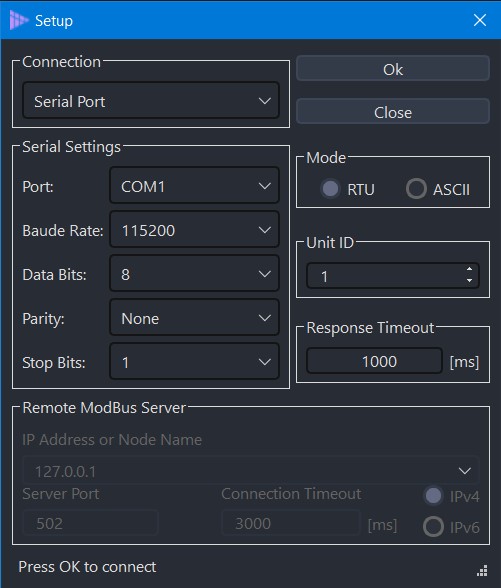 Setup
Connection
Ok
Serial Port
Close
Serial Settings
Mode
Port:
COM1
RTU
ASCII
Baude Rate:
115200
Unit ID
Data Bits:
8
1
Parity:
None
Response Timeout
Stop Bits:
1
1000
[ms]
Remote ModBus Server
IP Address or Node Name
127.0.0.1
Server Port
Connection Timeout
IPv4
502
3000
[ms]
IPv6
Press OK to connect